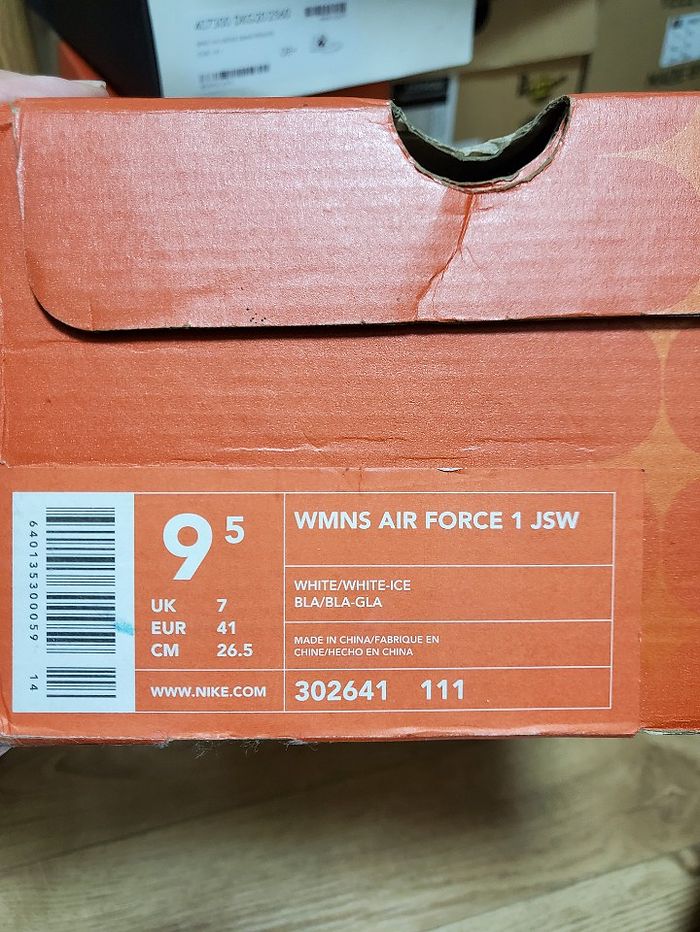 640135300059 14
9 5
UK 7
EUR 41
CM 26.5
WWW.NIKE.COM
WMNS AIR FORCE 1 JSW
WHITE/WHITE-ICE
BLA/BLA-GLA
MADE IN CHINA/FABRIQUE EN
CHINE/HECHO EN CHINA
302641 111